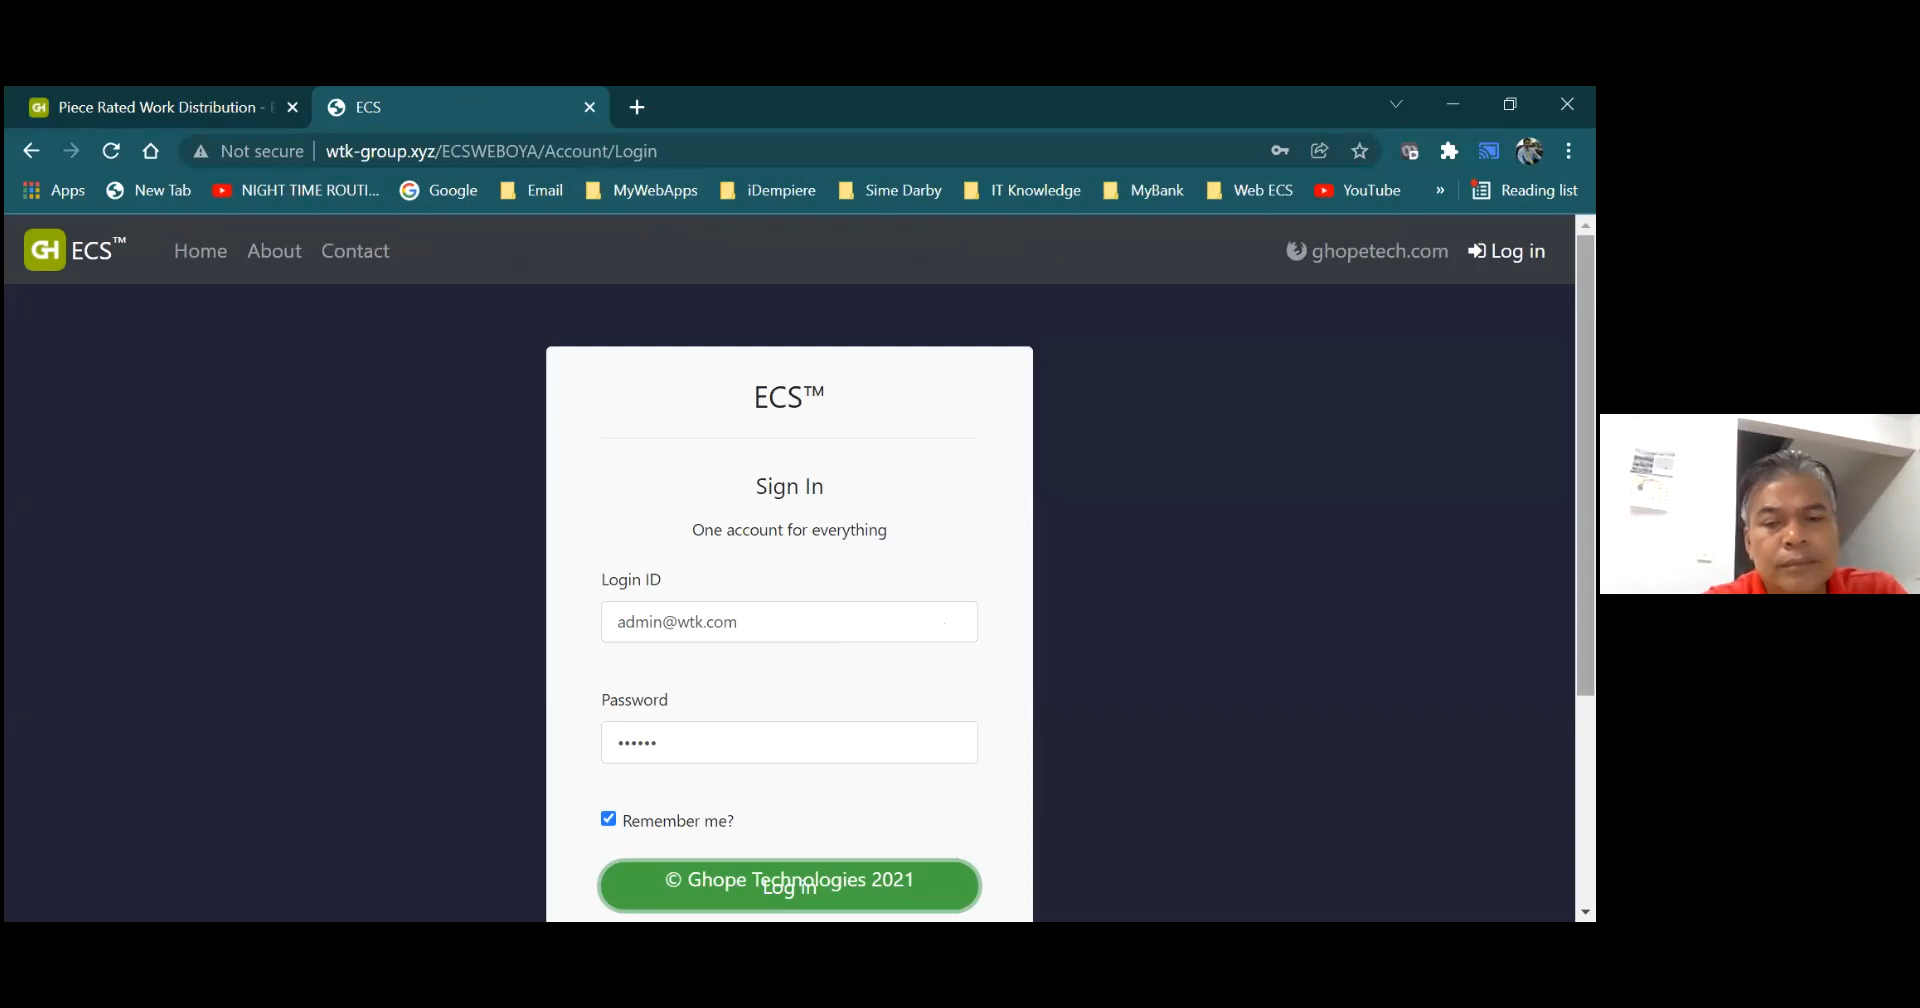 Piece Rated Work Distribution - E
ECS
Not secure
wtk-group.xyz/ECSWEBOYA/Account/Login
Apps
New Tab
NIGHT TIME ROUTI...
Google
Email
MyWebApps
iDempiere
Sime Darby
IT Knowledge
MyBank
Web ECS
YouTube
»
Reading list
GH ECS™
Home
About
Contact
ghopetech.com
Log in
ECS™
Sign In
One account for everything
Login ID
admin@wtk.com
Password
••••••
Remember me?
© Ghope Technologies 2021
Log in